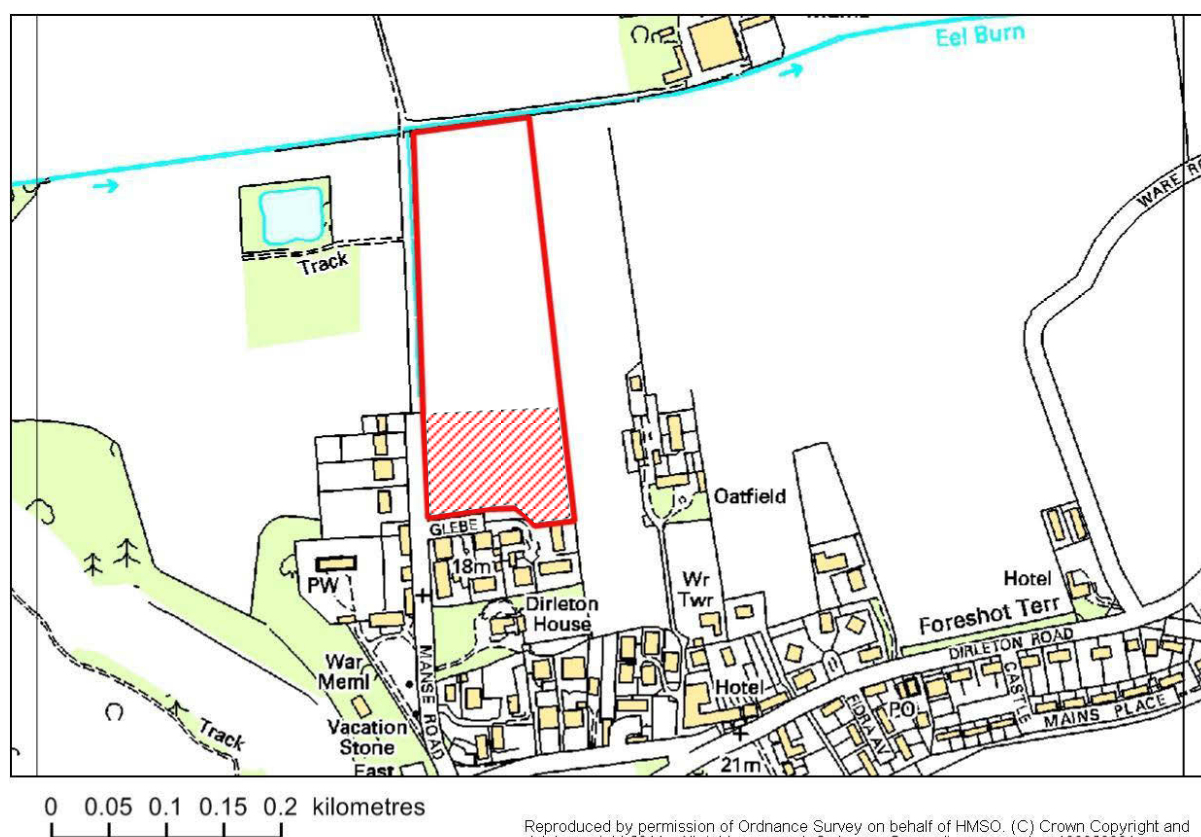 Eel Burn
WARE
Track
Oatfield
GLEBE
18m
PW
Wr
Twr
Hotel
Dirleton
House
Foreshot Terr
DIRLETON ROAD
War
Meml
MANSE ROAD
Hotel
CASTLE
PO
MAINS PLACE
FIDRA AV
Track
Vacation
Stone
East
21m
0 0.05 0.1 0.15 0.2 kilometres
Reproduced by permission of Ordnance Survey on behalf of HMSO. (C) Crown Copyright and